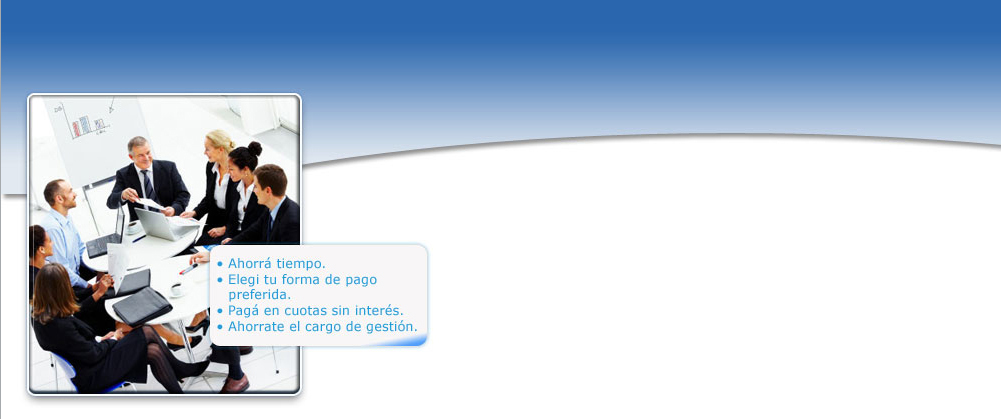 • Ahorrá tiempo.
• Elegi tu forma de pago
preferida.
• Pagá en cuotas sin interés.
• Ahorrate el cargo de gestión.